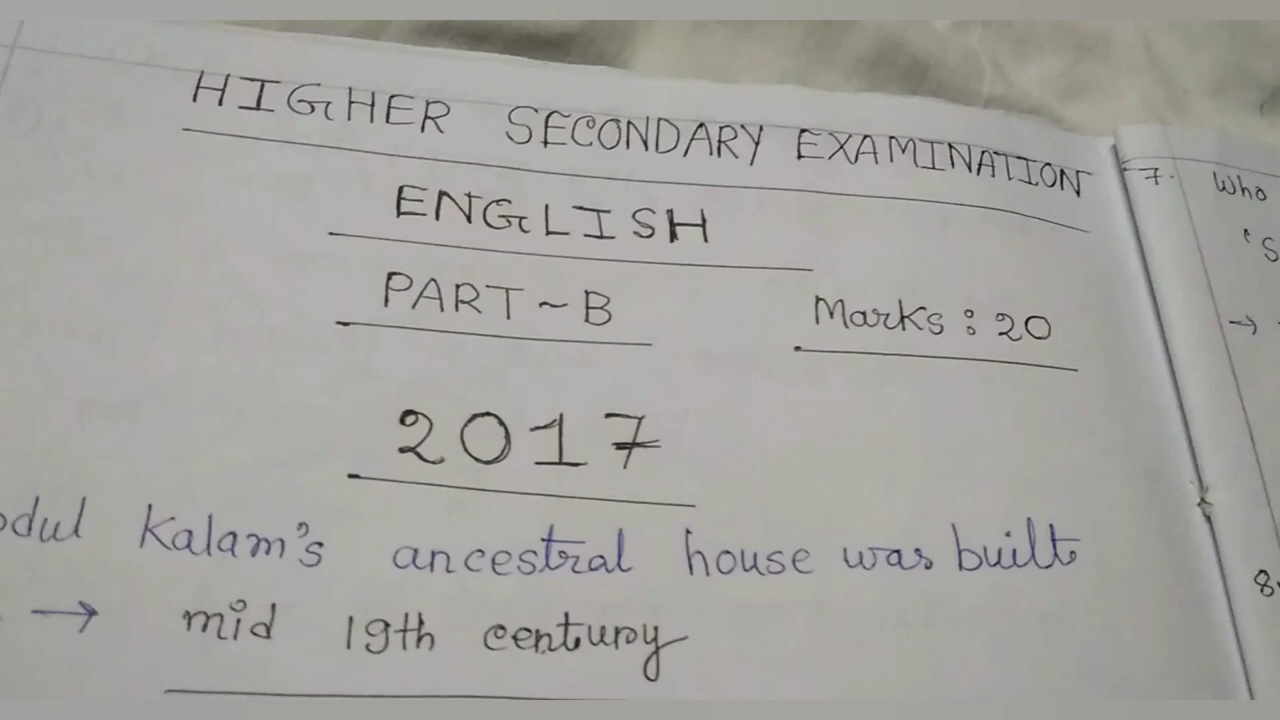 HIGHER SECONDARY EXAMINATION
ENGLISH
PART ~ B
Marks : 20
2017
Kalam's ancestral house was built
→ mid 19th century
7. Who
'S
→
8.